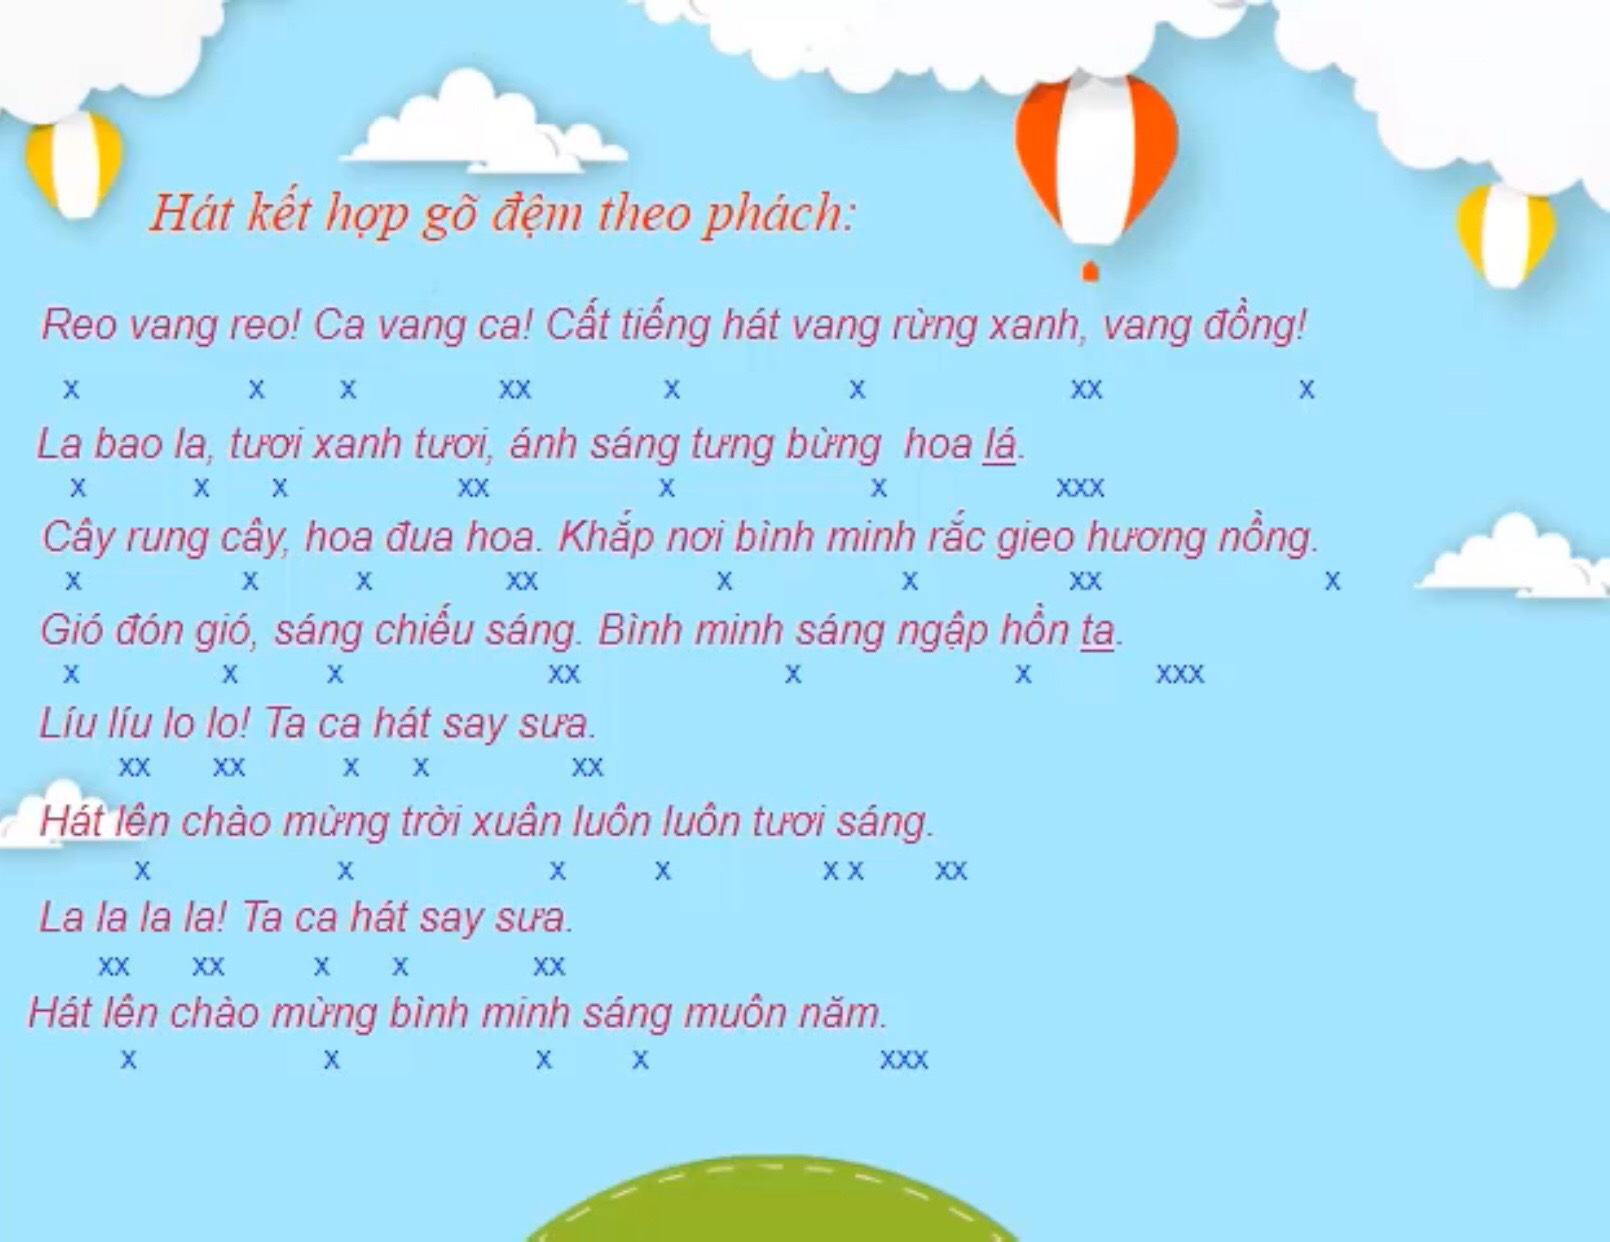 Hát kết hợp gõ đệm theo phách:
Reo vang reo! Ca vang ca! Cất tiếng hát vang rừng xanh, vang đồng!
x x x xx x x xx x
La bao la, tươi xanh tươi, ánh sáng tưng bừng hoa lá.
x x x xx x x xxx
Cây rung cây, hoa đua hoa. Khắp nơi bình minh rắc gieo hương nồng.
x x x xx x x xx x
Gió đón gió, sáng chiếu sáng. Bình minh sáng ngập hồn ta.
x x x xx x x xxx
Líu líu lo lo! Ta ca hát say sưa.
xx xx x x xx
Hát lên chào mừng trời xuân luôn luôn tươi sáng.
x x x x x x xx
La la la la! Ta ca hát say sưa.
xx xx x x xx
Hát lên chào mừng bình minh sáng muôn năm.
x x x x xxx